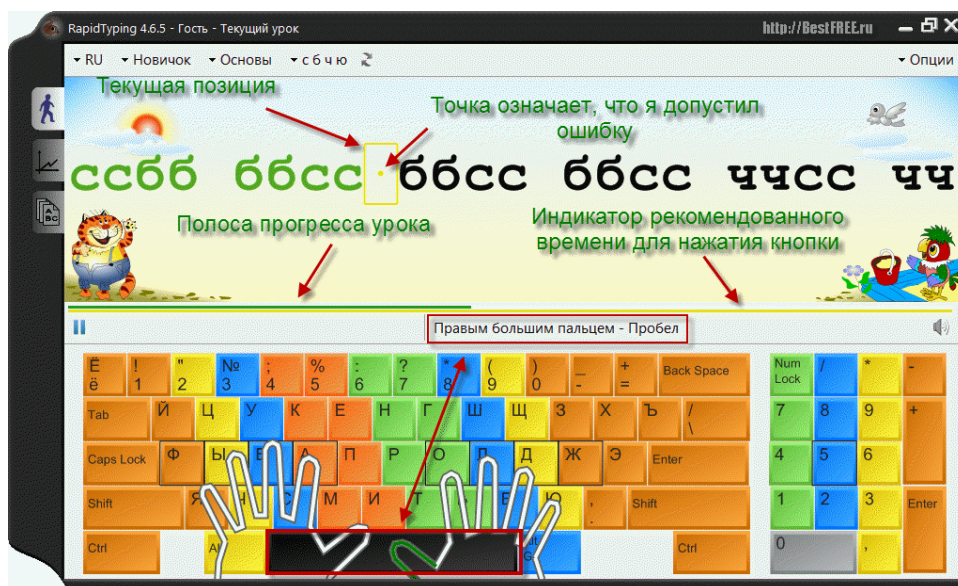 RapidTyping 4.6.5 - Гость - Текущий урок
http://BestFREE.ru
RU Новичок Основы с б ч ю Опции
Текущая позиция
Точка означает, что я допустил
ошибку
ссбб ббсс·ббсс ббсс ччсс чч
Полоса прогресса урока
Индикатор рекомендованного
времени для нажатия кнопки
Правым большим пальцем - Пробел
Ё ! " № ; % : ? * ( ) _ + Back Space
ё 1 2 3 4 5 6 7 8 9 0 - =
Num Lock / * -
Tab Й Ц У К Е Н Г Ш Щ З Х Ъ /
\
7 8 9 +
Caps Lock Ф Ы В А П Р О Л Д Ж Э Enter
4 5 6
Shift Я Ч С М И Т Б Ю , Shift
.
1 2 3 Enter
Ctrl Ctrl
0 ,